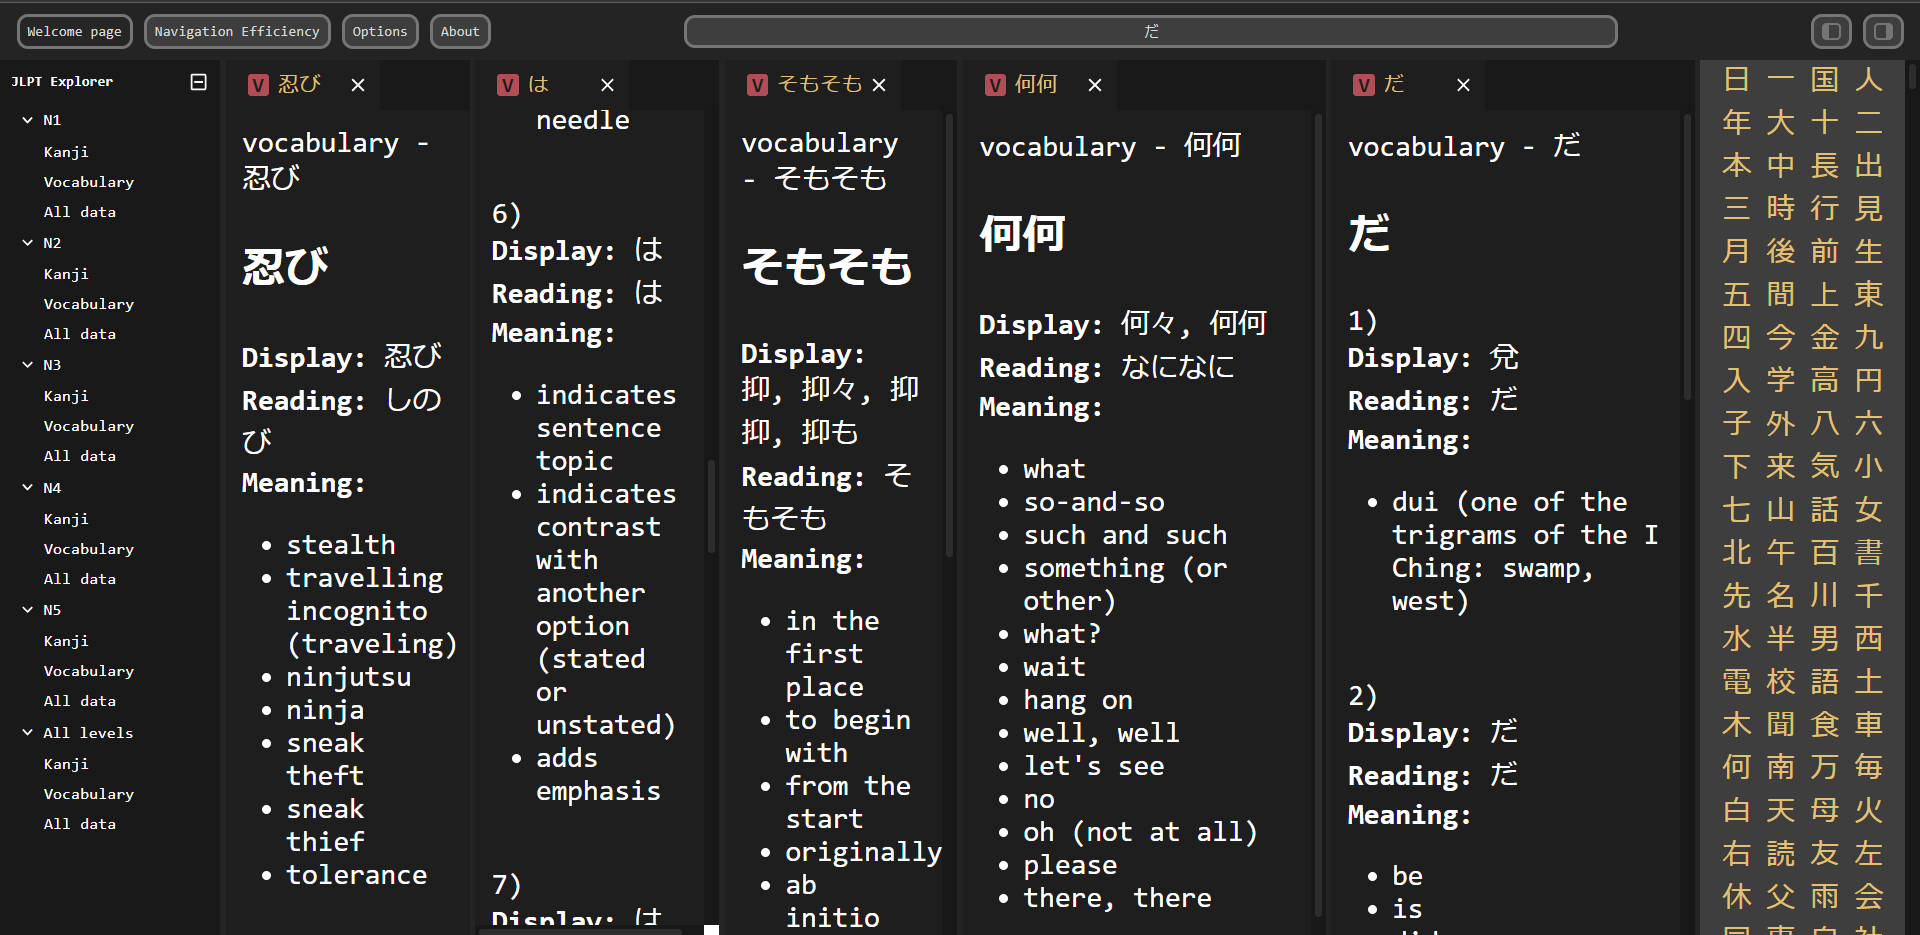 Welcome page
Navigation Efficiency
Options
About
だ
JLPT Explorer
N1
Kanji
Vocabulary
All data
N2
Kanji
Vocabulary
All data
N3
Kanji
Vocabulary
All data
N4
Kanji
Vocabulary
All data
N5
Kanji
Vocabulary
All data
All levels
Kanji
Vocabulary
All data
V 忍び
vocabulary -
忍び
忍び
Display: 忍び
Reading: しの
び
Meaning:
stealth
travelling
incognito
(traveling)
ninjutsu
ninja
sneak
theft
sneak
thief
tolerance
V は
needle
6)
Display: は
Reading: は
Meaning:
indicates
sentence
topic
indicates
contrast
with
another
option
(stated
or
unstated)
adds
emphasis
7)
Display: は
V そもそも
vocabulary
- そもそも
そもそも
Display:
抑, 抑々, 抑
抑, 抑も
Reading: そ
もそも
Meaning:
in the
first
place
to begin
with
from the
start
originally
ab
initio
V 何何
vocabulary - 何何
何何
Display: 何々, 何何
Reading: なになに
Meaning:
what
so-and-so
such and such
something (or
other)
what?
wait
hang on
well, well
let's see
no
oh (not at all)
please
there, there
V だ
vocabulary - だ
だ
1)
Display: 兌
Reading: だ
Meaning:
dui (one of the
trigrams of the I
Ching: swamp,
west)
2)
Display: だ
Reading: だ
Meaning:
be
is
日 一 国 人
年 大 十 二
本 中 長 出
三 時 行 見
月 後 前 生
五 間 上 東
四 今 金 九
入 学 高 円
子 外 八 六
下 来 気 小
七 山 話 女
北 午 百 書
先 名 川 千
水 半 男 西
電 校 語 土
木 聞 食 車
何 南 万 毎
白 天 母 火
右 読 友 左
休 父 雨 会